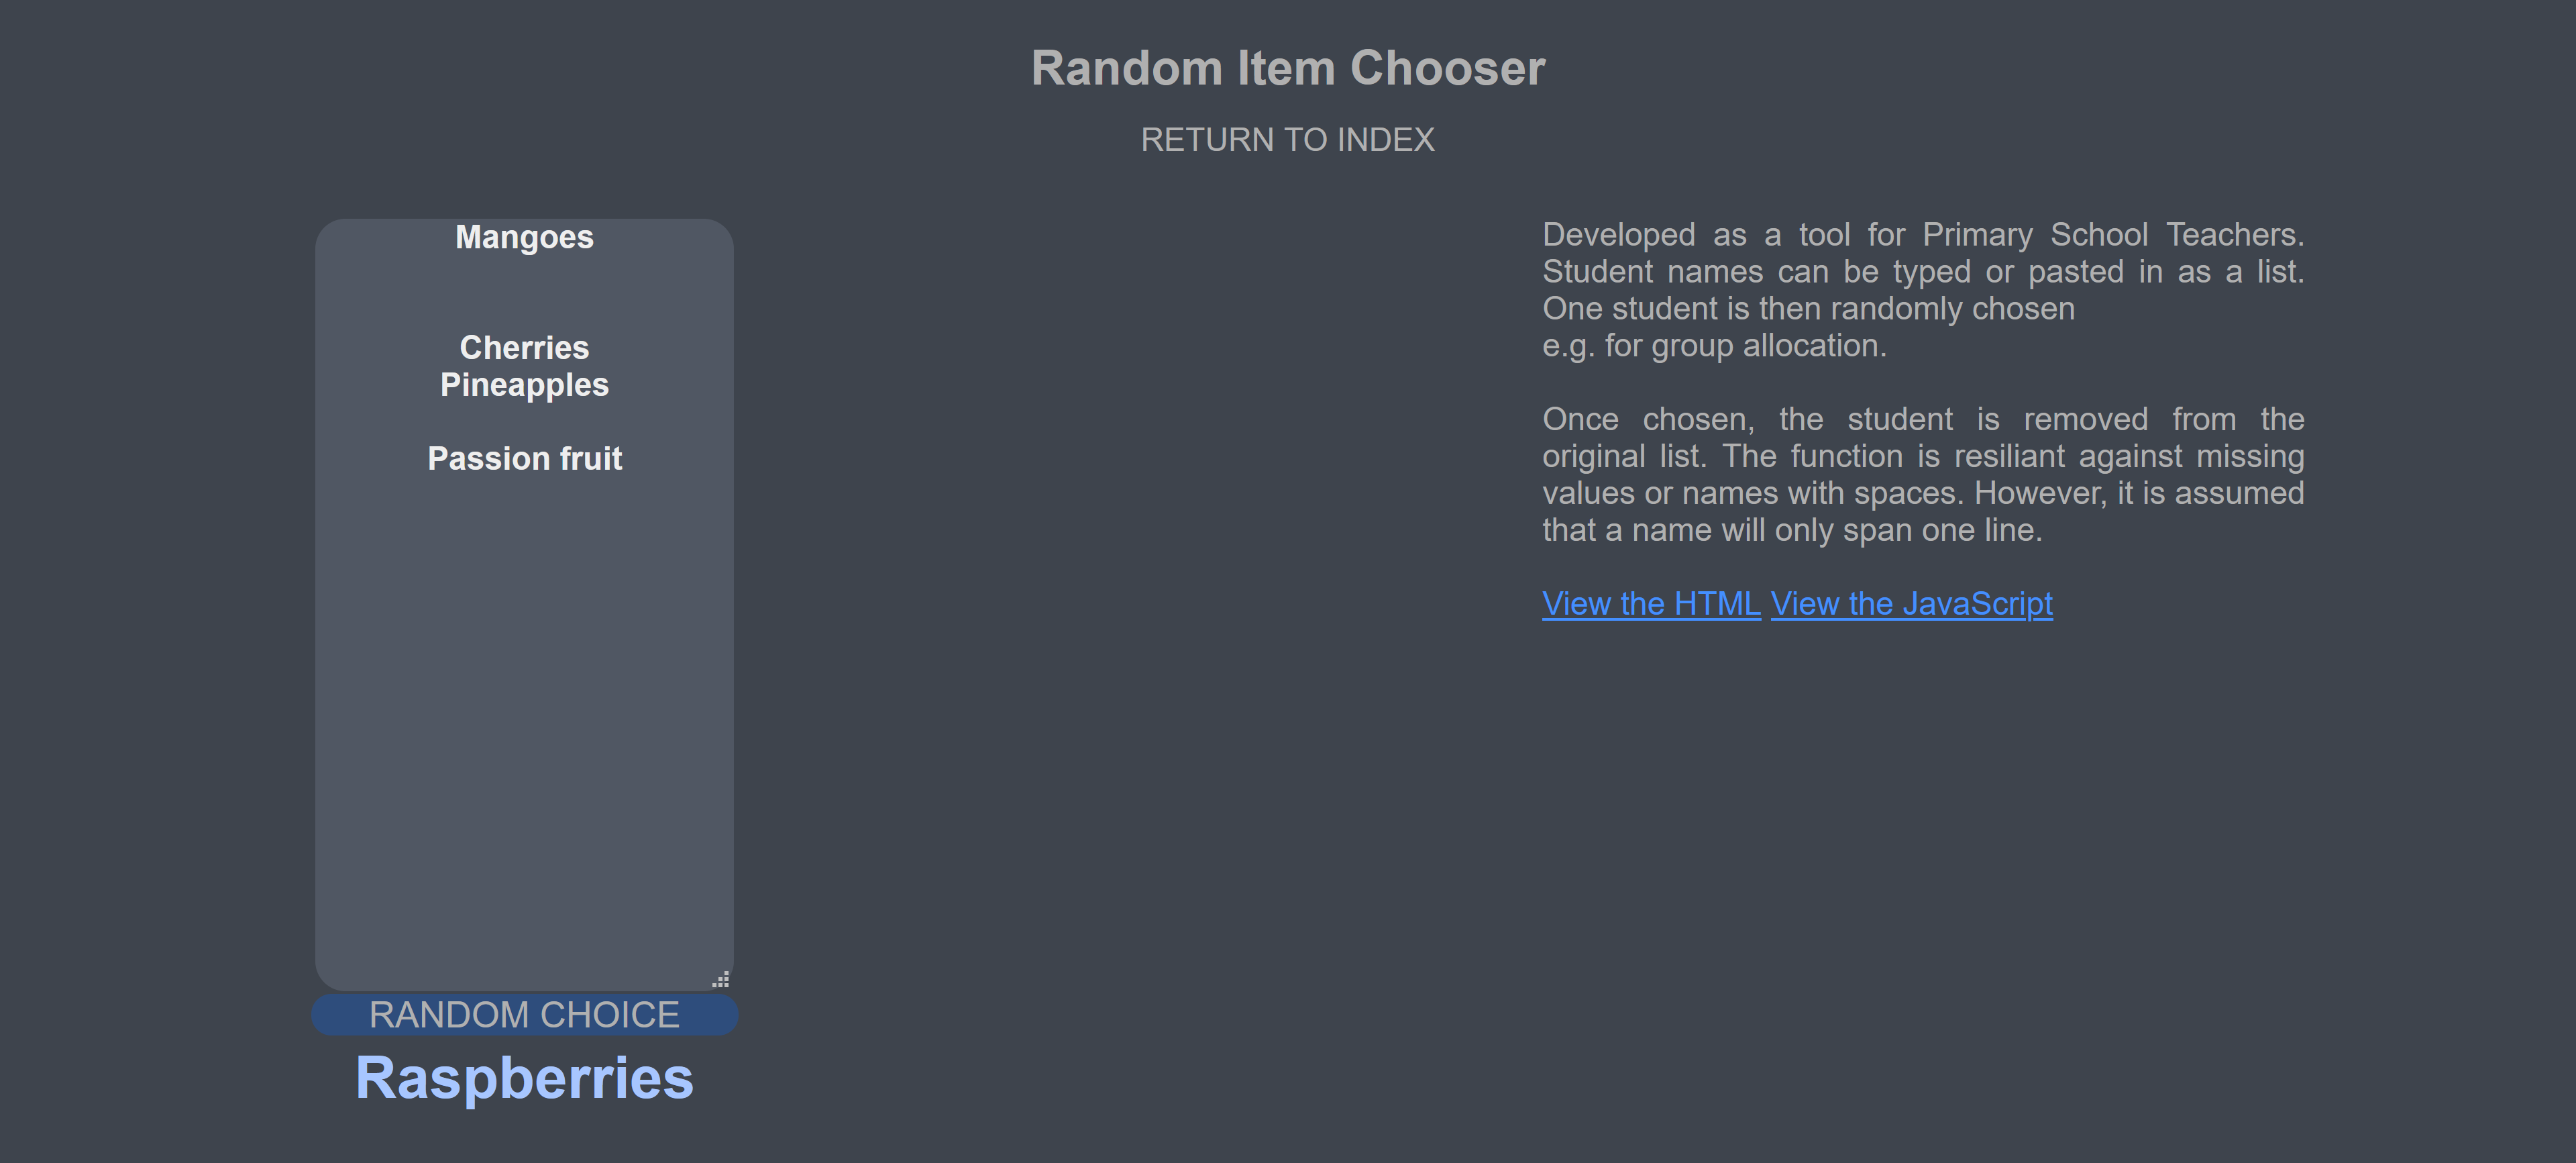 Random Item Chooser
RETURN TO INDEX
Mangoes
Cherries
Pineapples
Passion fruit
RANDOM CHOICE
Raspberries
Developed as a tool for Primary School Teachers.
Student names can be typed or pasted in as a list.
One student is then randomly chosen
e.g. for group allocation.
Once chosen, the student is removed from the
original list. The function is resiliant against missing
values or names with spaces. However, it is assumed
that a name will only span one line.
View the HTML View the JavaScript